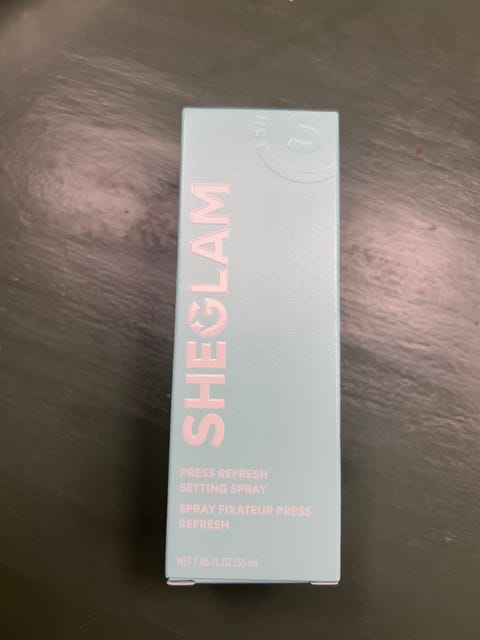 SHEGLAM
PRESS REFRESH
SETTING SPRAY
SPRAY FIXATEUR PRESS
REFRESH
NET 1.86 FL.OZ./55 ml